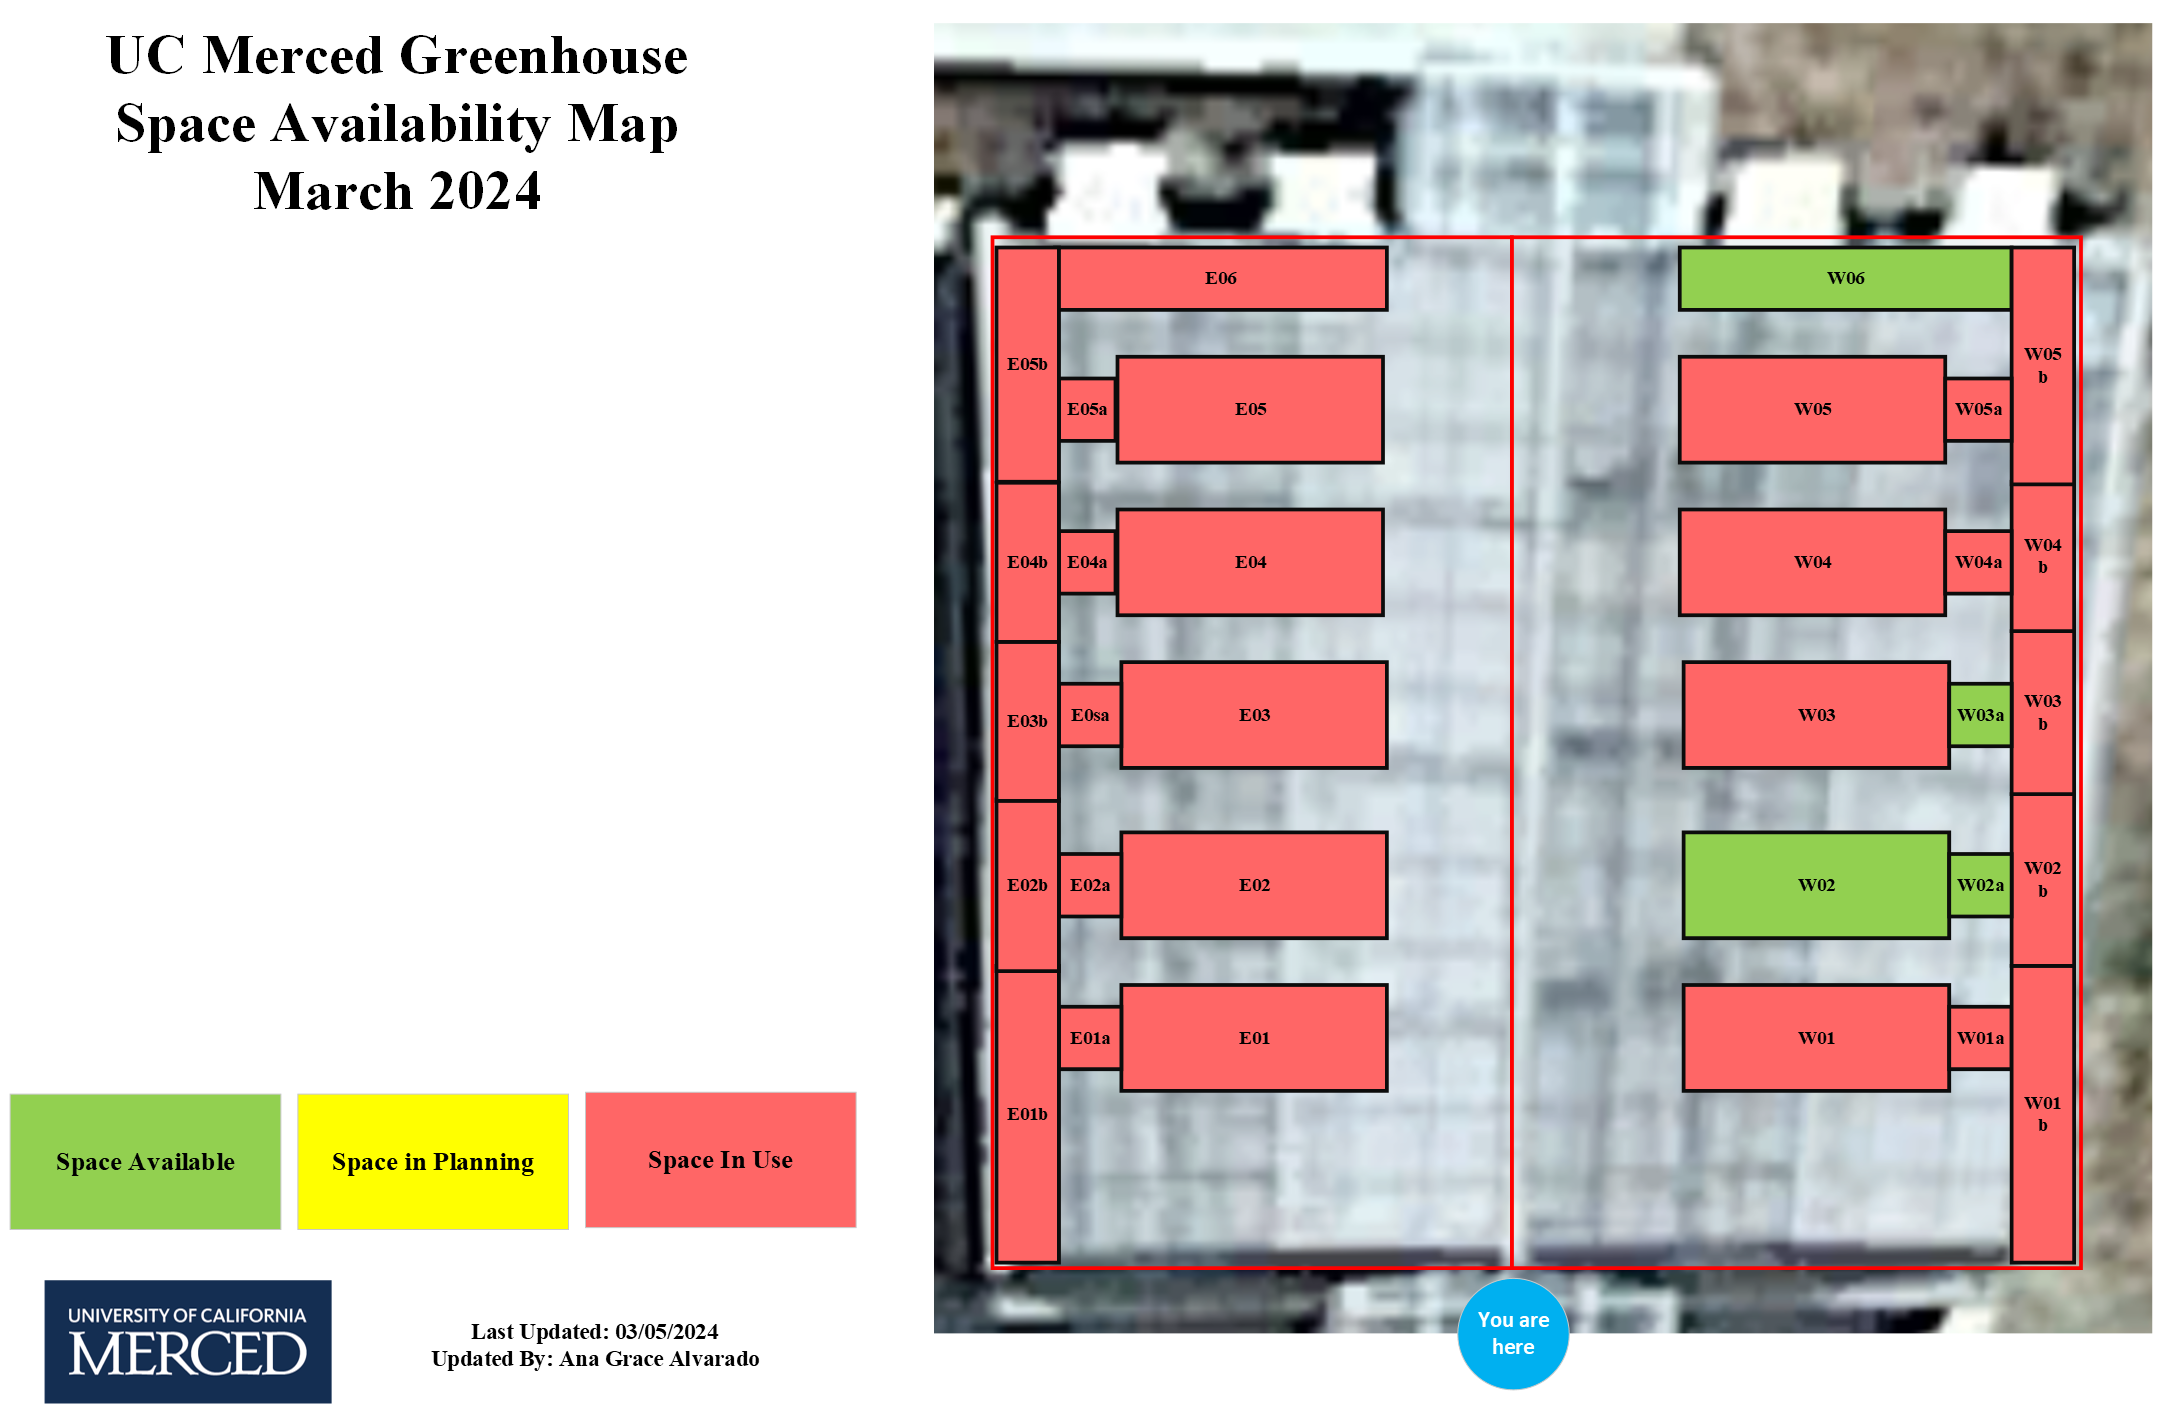 UC Merced Greenhouse
Space Availability Map
March 2024
E06
W06
E05b
W05
b
E05a
E05
W05
W05a
E04b
E04a
E04
W04
W04a
W04
b
E03b
E0sa
E03
W03
W03a
W03
b
E02b
E02a
E02
W02
W02a
W02
b
E01a
E01
W01
W01a
E01b
W01
b
Space Available
Space in Planning
Space In Use
UNIVERSITY OF CALIFORNIA
MERCED
Last Updated: 03/05/2024
Updated By: Ana Grace Alvarado
You are
here